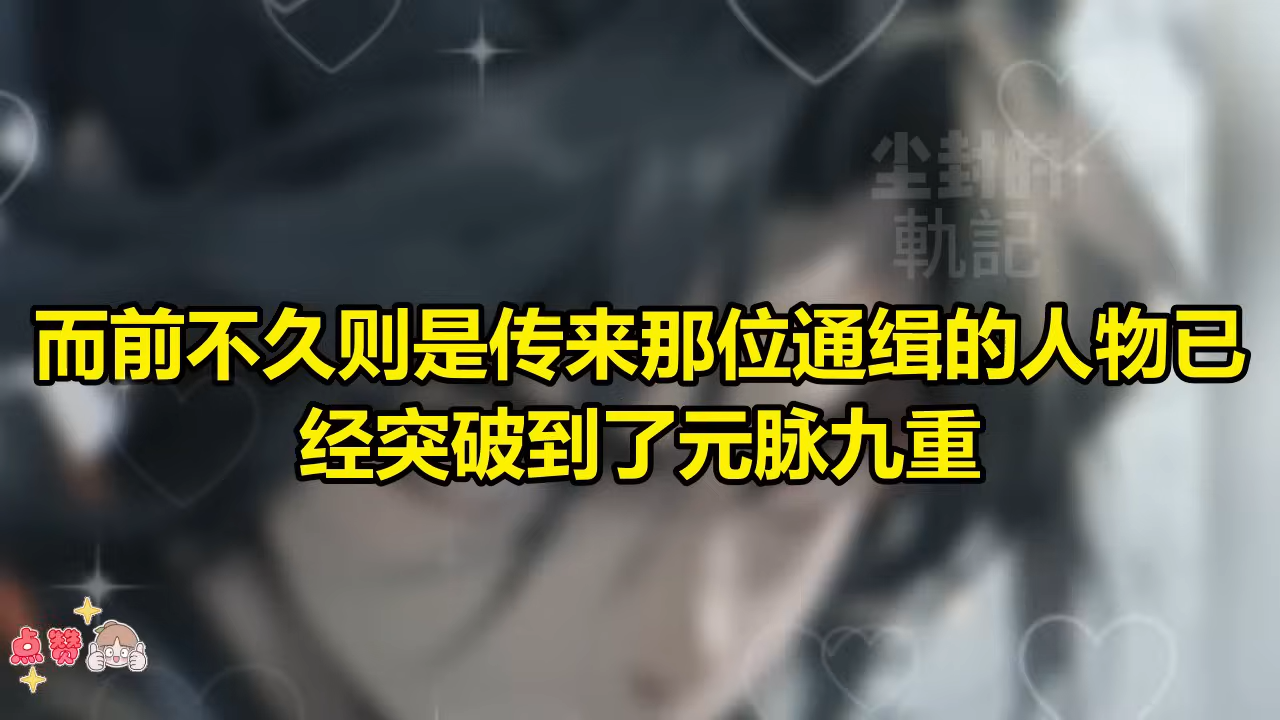 尘封的
軌記
而前不久则是传来那位通缉的人物已
经突破到了元脉九重
点赞